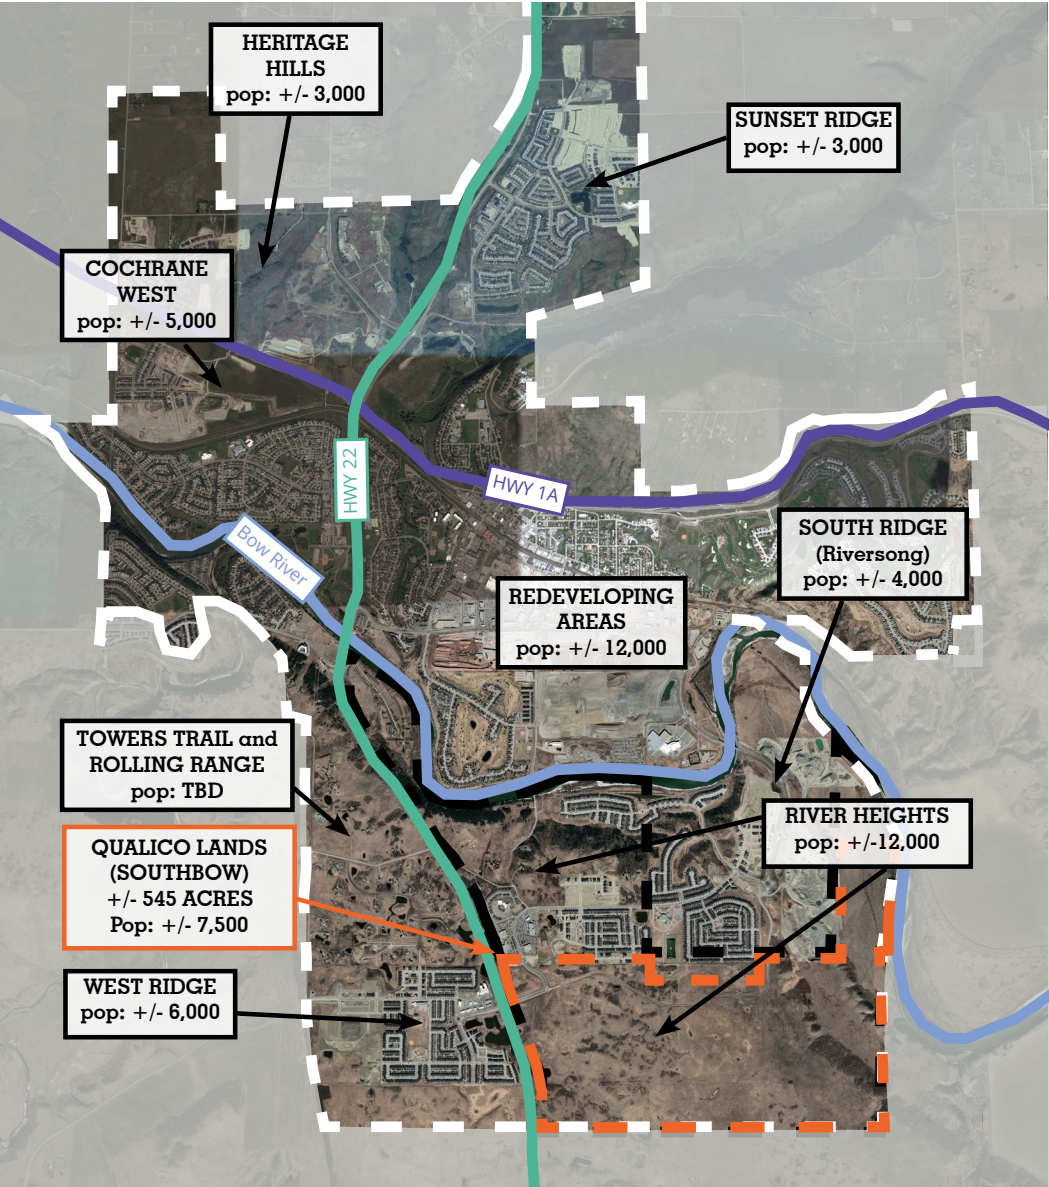 HERITAGE
HILLS
pop: +/- 3,000
SUNSET RIDGE
pop: +/- 3,000
COCHRANE
WEST
pop: +/- 5,000
HWY 22
HWY 1A
Bow River
SOUTH RIDGE
(Riversong)
pop: +/- 4,000
REDEVELOPING
AREAS
pop: +/- 12,000
TOWERS TRAIL and
ROLLING RANGE
pop: TBD
RIVER HEIGHTS
pop: +/-12,000
QUALICO LANDS
(SOUTHBOW)
+/- 545 ACRES
Pop: +/- 7,500
WEST RIDGE
pop: +/- 6,000